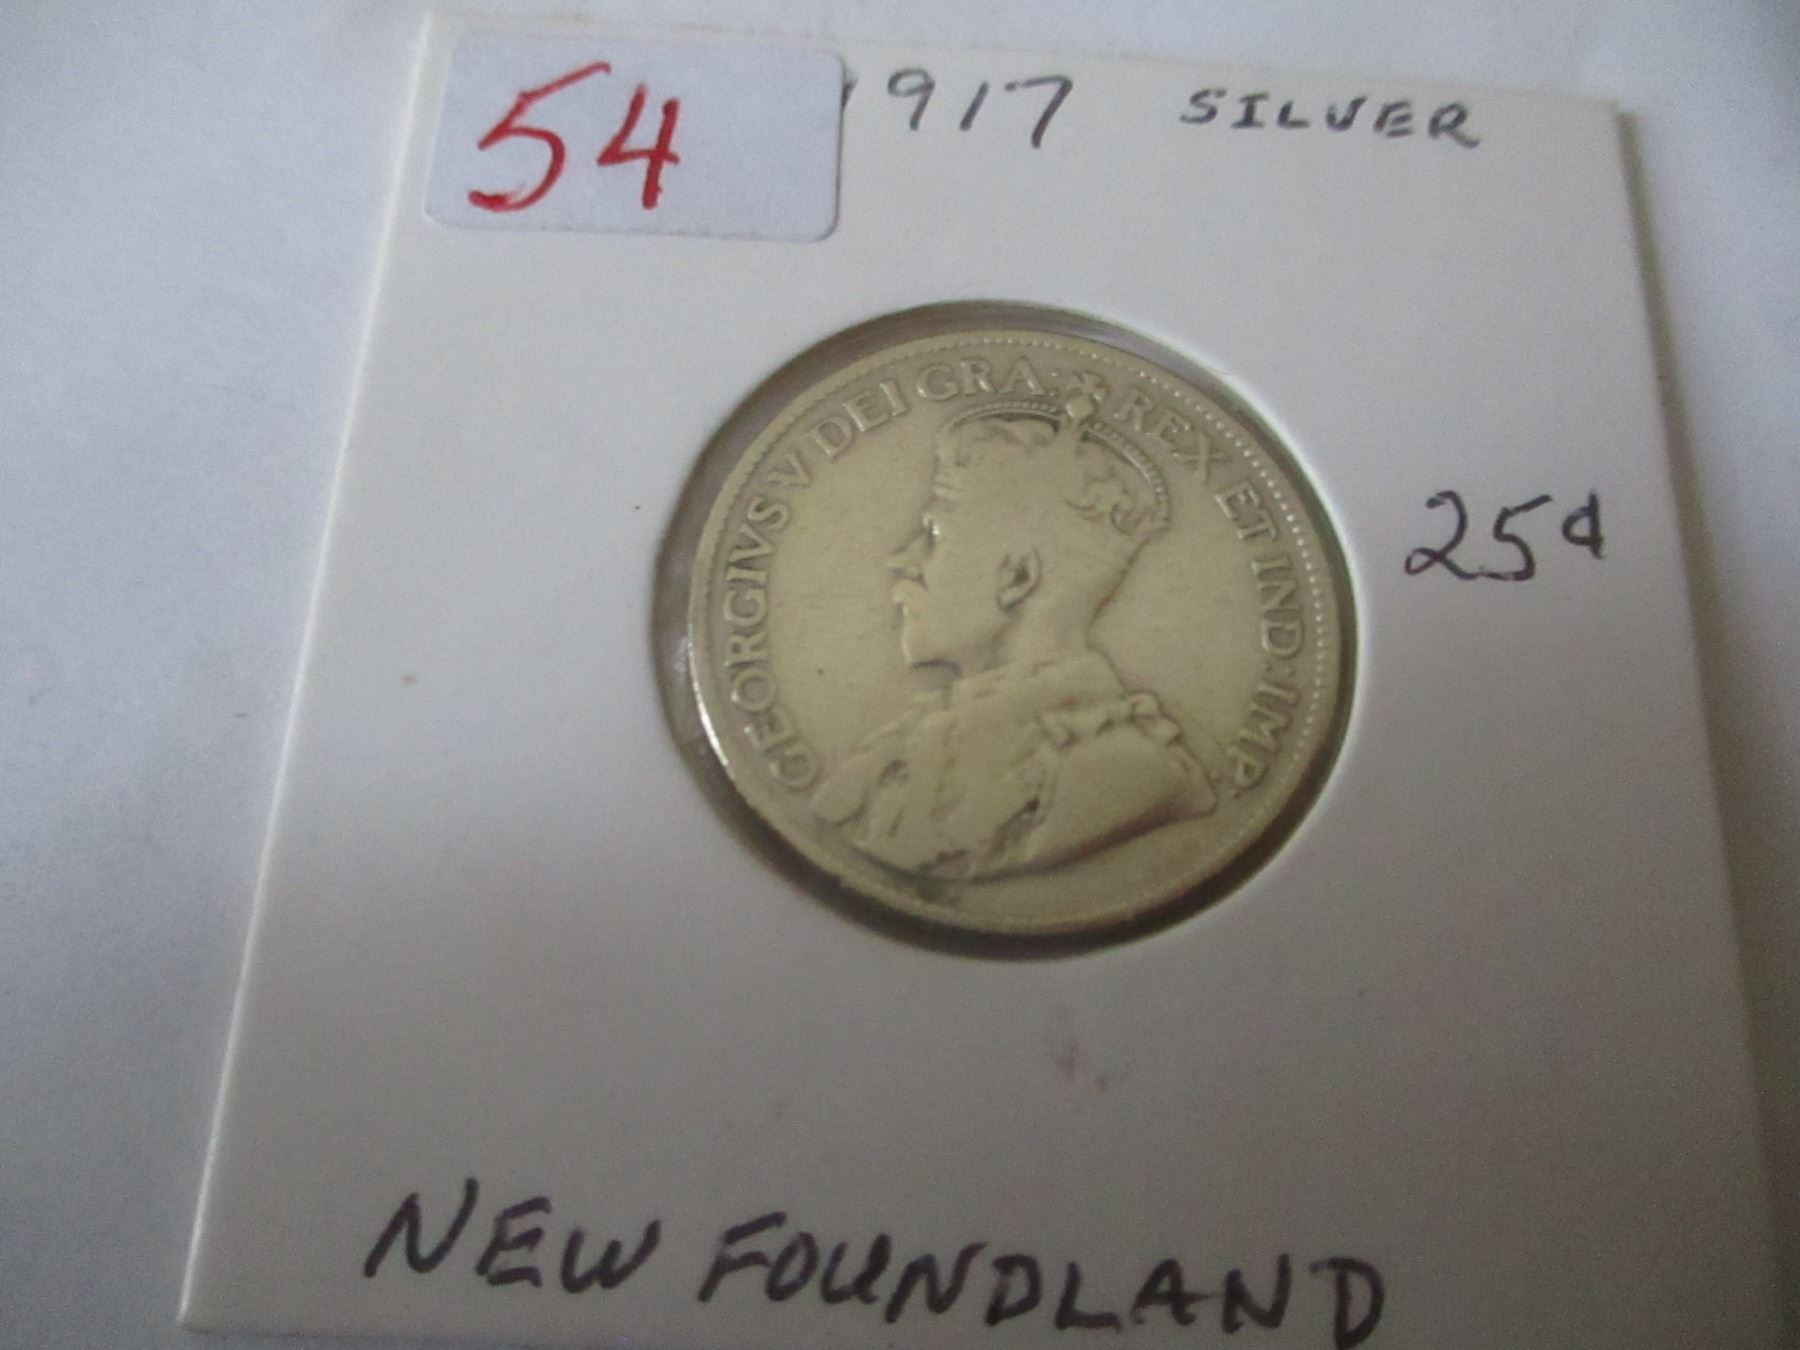 54
1917 SILVER
GEORGIVS V DEI GRA: REX ET IND: IMP:
25¢
NEW FOUNDLAND